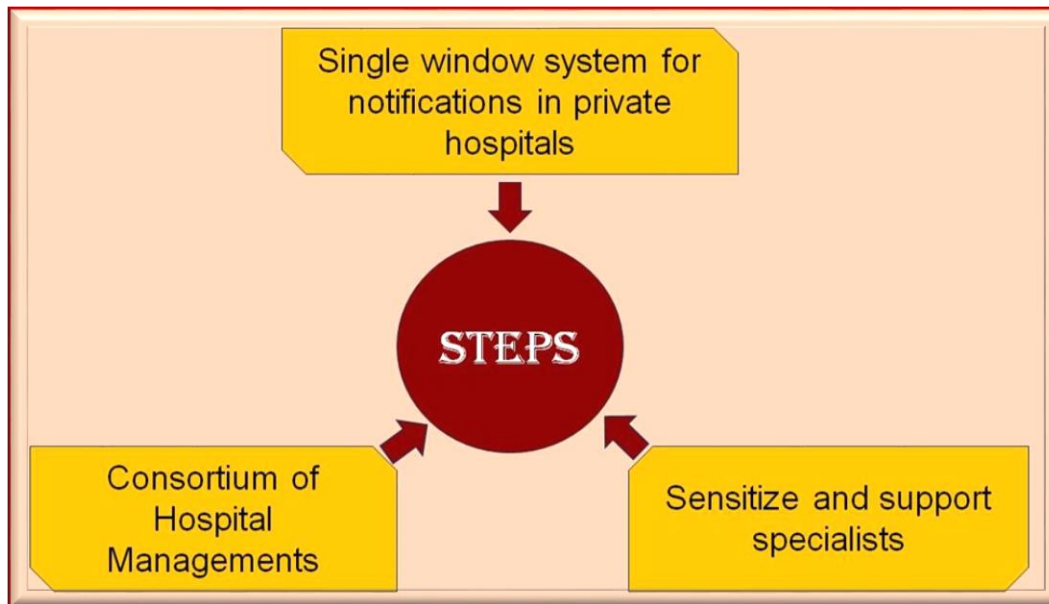 Single window system for
notifications in private
hospitals
STEPS
Consortium of
Hospital
Managements
Sensitize and support
specialists